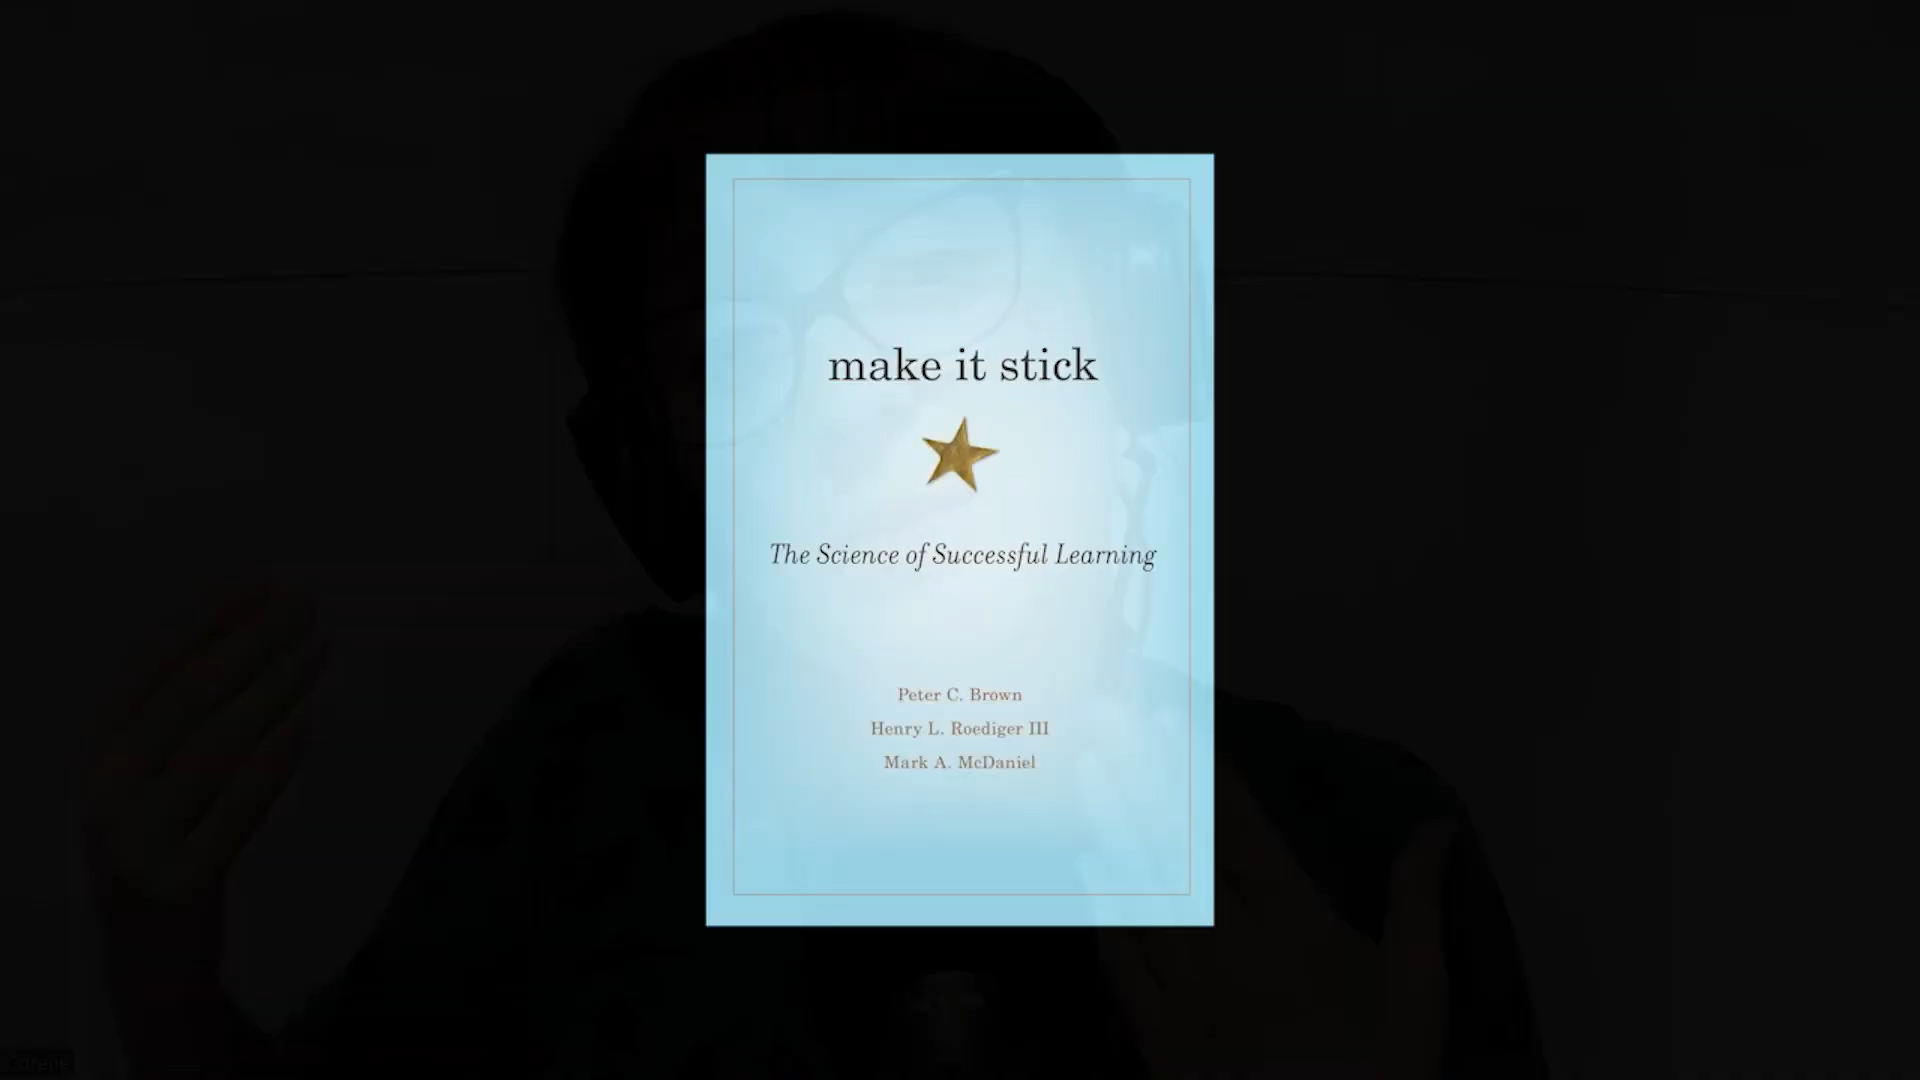 make it stick
The Science of Successful Learning
Peter C. Brown
Henry L. Roediger III
Mark A. McDaniel